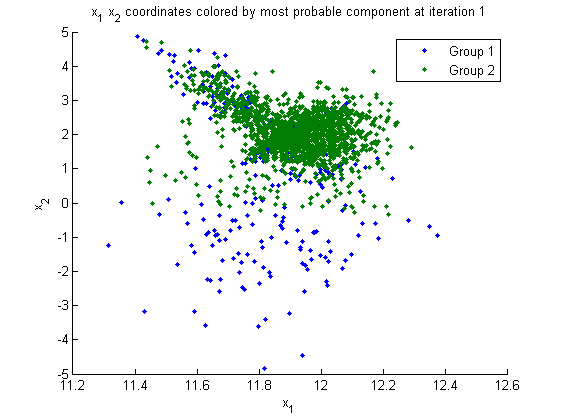 x1 x2 coordinates colored by most probable component at iteration 1
Group 1
Group 2
5
4
3
2
1
0
-1
-2
-3
-4
-5
x2
11.2 11.4 11.6 11.8 12 12.2 12.4 12.6
x1